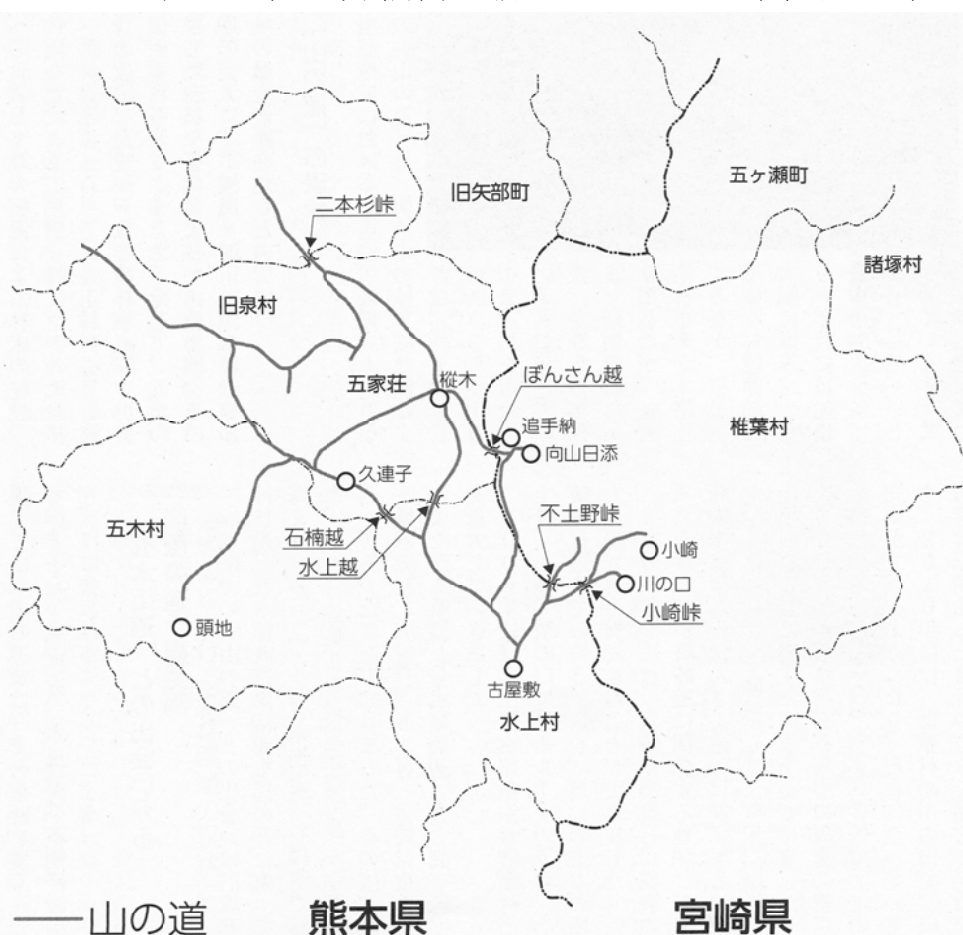 五ヶ瀬町
旧矢部町
二本杉峠
諸塚村
旧泉村
五家荘
樅木
ぼんさん越
追手納
椎葉村
向山日添
久連子
五木村
石楠越
水上越
不土野峠
小崎
川の口
小崎峠
頭地
古屋敷
水上村
山の道
熊本県
宮崎県